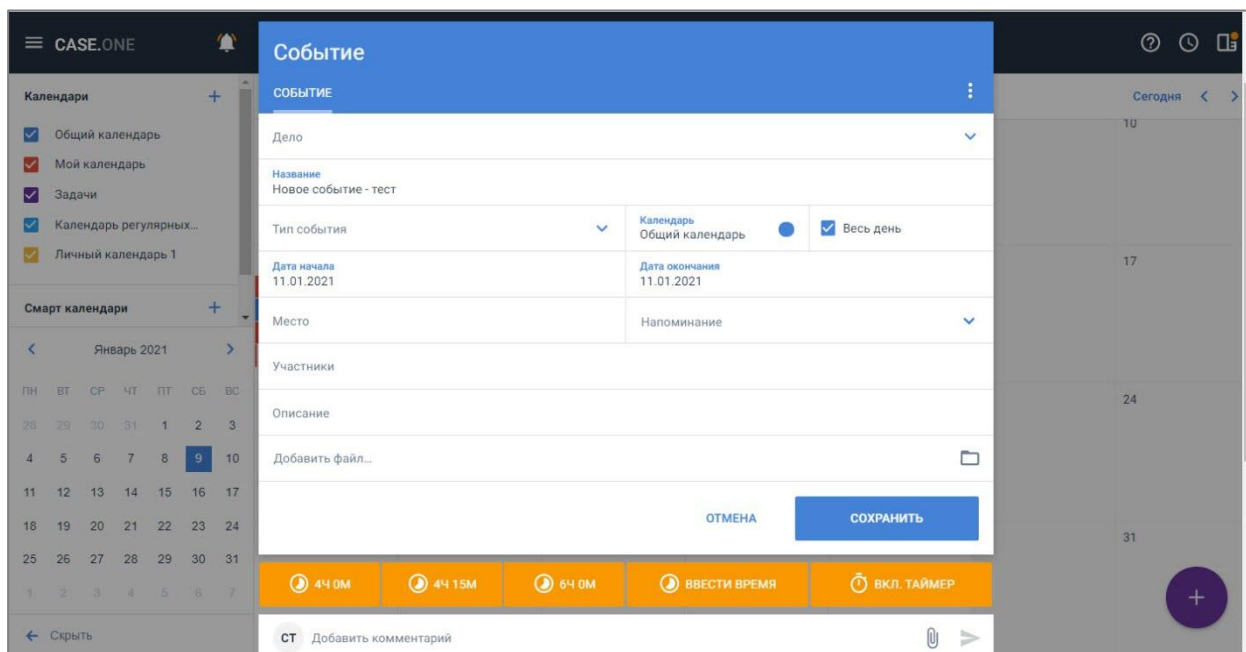 CASE.ONE
Календари
Общий календарь
Мой календарь
Задачи
Календарь регулярных...
Личный календарь 1
Смарт календари
Январь 2021
ПН ВТ СР ЧТ ПТ СБ ВС
28 29 30 31 1 2 3
4 5 6 7 8 9 10
11 12 13 14 15 16 17
18 19 20 21 22 23 24
25 26 27 28 29 30 31
1 2 3 4 5 6 7
Скрыть
Событие
СОБЫТИЕ
Дело
Название
Новое событие - тест
Тип события
Календарь
Общий календарь
Весь день
Дата начала
11.01.2021
Дата окончания
11.01.2021
Место
Напоминание
Участники
Описание
Добавить файл...
ОТМЕНА
СОХРАНИТЬ
4Ч 0М
4Ч 15М
6Ч 0М
ВВЕСТИ ВРЕМЯ
ВКЛ. ТАЙМЕР
СТ
Добавить комментарий
Сегодня
10
17
24
31